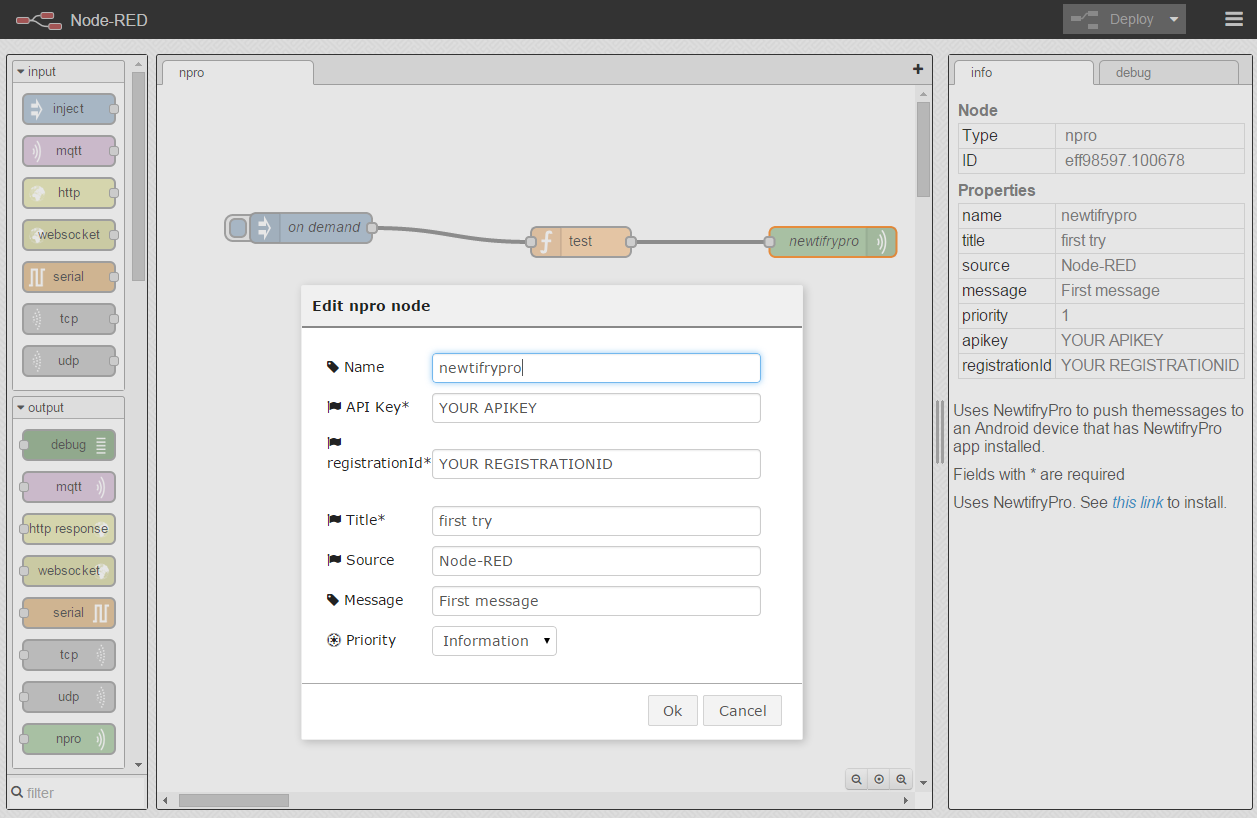 Node-RED
Deploy
input
inject
mqtt
http
websocket
serial
tcp
udp
output
debug
mqtt
http response
websocket
serial
tcp
udp
npro
filter
npro
+
on demand
test
newtifrypro
Edit npro node
Name newtifrypro
API Key* YOUR APIKEY
registrationId* YOUR REGISTRATIONID
Title* first try
Source Node-RED
Message First message
Priority Information
Ok Cancel
info debug
Node
Type npro
ID eff98597.100678
Properties
name newtifrypro
title first try
source Node-RED
message First message
priority 1
apikey YOUR APIKEY
registrationId YOUR REGISTRATIONID
Uses NewtifryPro to push themessages to
an Android device that has NewtifryPro
app installed.
Fields with * are required
Uses NewtifryPro. See this link to install.